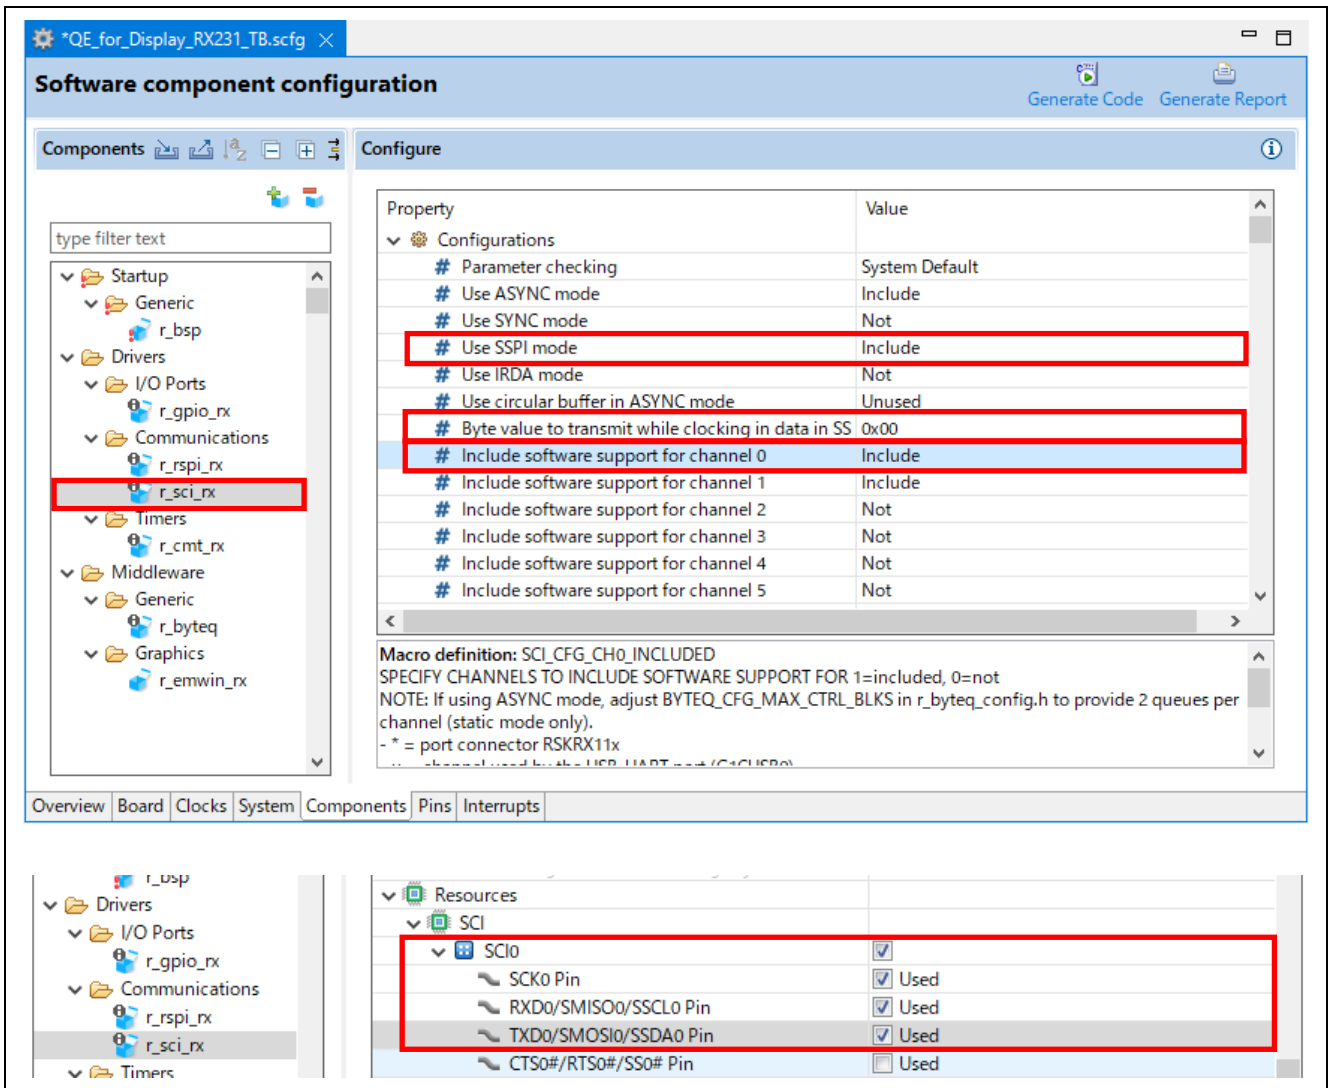 *QE_for_Display_RX231_TB.scfg
Software component configuration
Generate Code Generate Report
Components
Configure
type filter text
Startup
Generic
r_bsp
Drivers
I/O Ports
r_gpio_rx
Communications
r_rspi_rx
r_sci_rx
Timers
r_cmt_rx
Middleware
Generic
r_byteq
Graphics
r_emwin_rx
Property Value
Configurations
# Parameter checking System Default
# Use ASYNC mode Include
# Use SYNC mode Not
# Use SSPI mode Include
# Use IRDA mode Not
# Use circular buffer in ASYNC mode Unused
# Byte value to transmit while clocking in data in SS 0x00
# Include software support for channel 0 Include
# Include software support for channel 1 Include
# Include software support for channel 2 Not
# Include software support for channel 3 Not
# Include software support for channel 4 Not
# Include software support for channel 5 Not
Macro definition: SCI_CFG_CH0_INCLUDED
SPECIFY CHANNELS TO INCLUDE SOFTWARE SUPPORT FOR 1=included, 0=not
NOTE: If using ASYNC mode, adjust BYTEQ_CFG_MAX_CTRL_BLKS in r_byteq_config.h to provide 2 queues per
channel (static mode only).
- * = port connector RSKRX11x
Overview Board Clocks System Components Pins Interrupts
r_bsp
Drivers
I/O Ports
r_gpio_rx
Communications
r_rspi_rx
r_sci_rx
Timers
Resources
SCI
SCI0
SCK0 Pin Used
RXD0/SMISO0/SSCL0 Pin Used
TXD0/SMOSI0/SSDA0 Pin Used
CTS0#/RTS0#/SS0# Pin Used